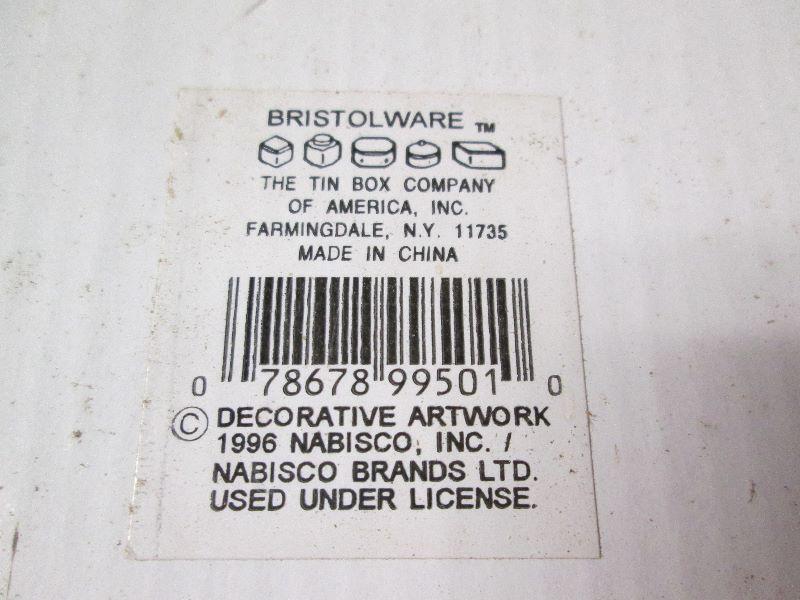 BRISTOLWARE ™
THE TIN BOX COMPANY
OF AMERICA, INC.
FARMINGDALE, N.Y. 11735
MADE IN CHINA
0 78678 99501 0
© DECORATIVE ARTWORK
1996 NABISCO, INC. /
NABISCO BRANDS LTD.
USED UNDER LICENSE.